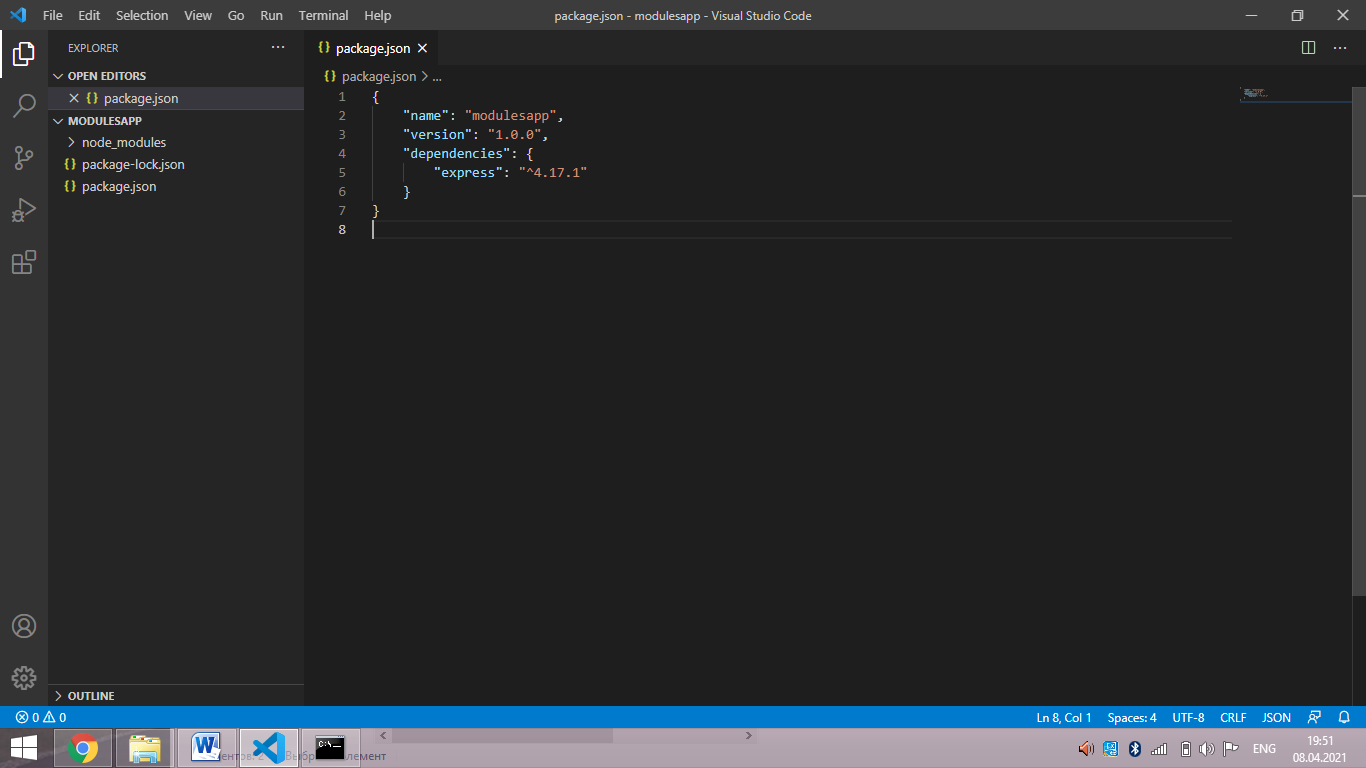 File Edit Selection View Go Run Terminal Help
package.json - modulesapp - Visual Studio Code
EXPLORER
OPEN EDITORS
package.json
MODULESAPP
node_modules
package-lock.json
package.json
OUTLINE
package.json
package.json > ...
1 {
2 "name": "modulesapp",
3 "version": "1.0.0",
4 "dependencies": {
5 "express": "^4.17.1"
6 }
7 }
8
0 0
Ln 8, Col 1 Spaces: 4 UTF-8 CRLF JSON
C:\
ENG
19:51
08.04.2021